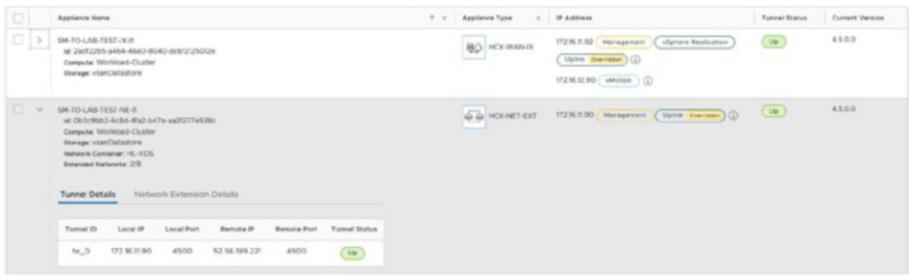 Appliance Name Appliance Type IP Address Tunnel Status Current Version
SM-TO-LAB-TEST-IX-I1
Compute: Workload-Cluster
Storage: vsanDatastore
HCX-WAN-IX
172.16.11.92 Management vSphere Replication
Uplink Overridden
172.16.12.90 vMotion
Up
4.5.0.0
SM-TO-LAB-TEST-NE-I1
Compute: Workload-Cluster
Storage: vsanDatastore
Network Container: HL-VDS
Extended Networks: 2/8
HCX-NET-EXT
172.16.11.90 Management Uplink Overridden
Up
4.5.0.0
Tunnel Details Network Extension Details
Tunnel ID Local IP Local Port Remote IP Remote Port Tunnel Status
te_0 172.16.11.90 4500 52.56.199.221 4500 Up